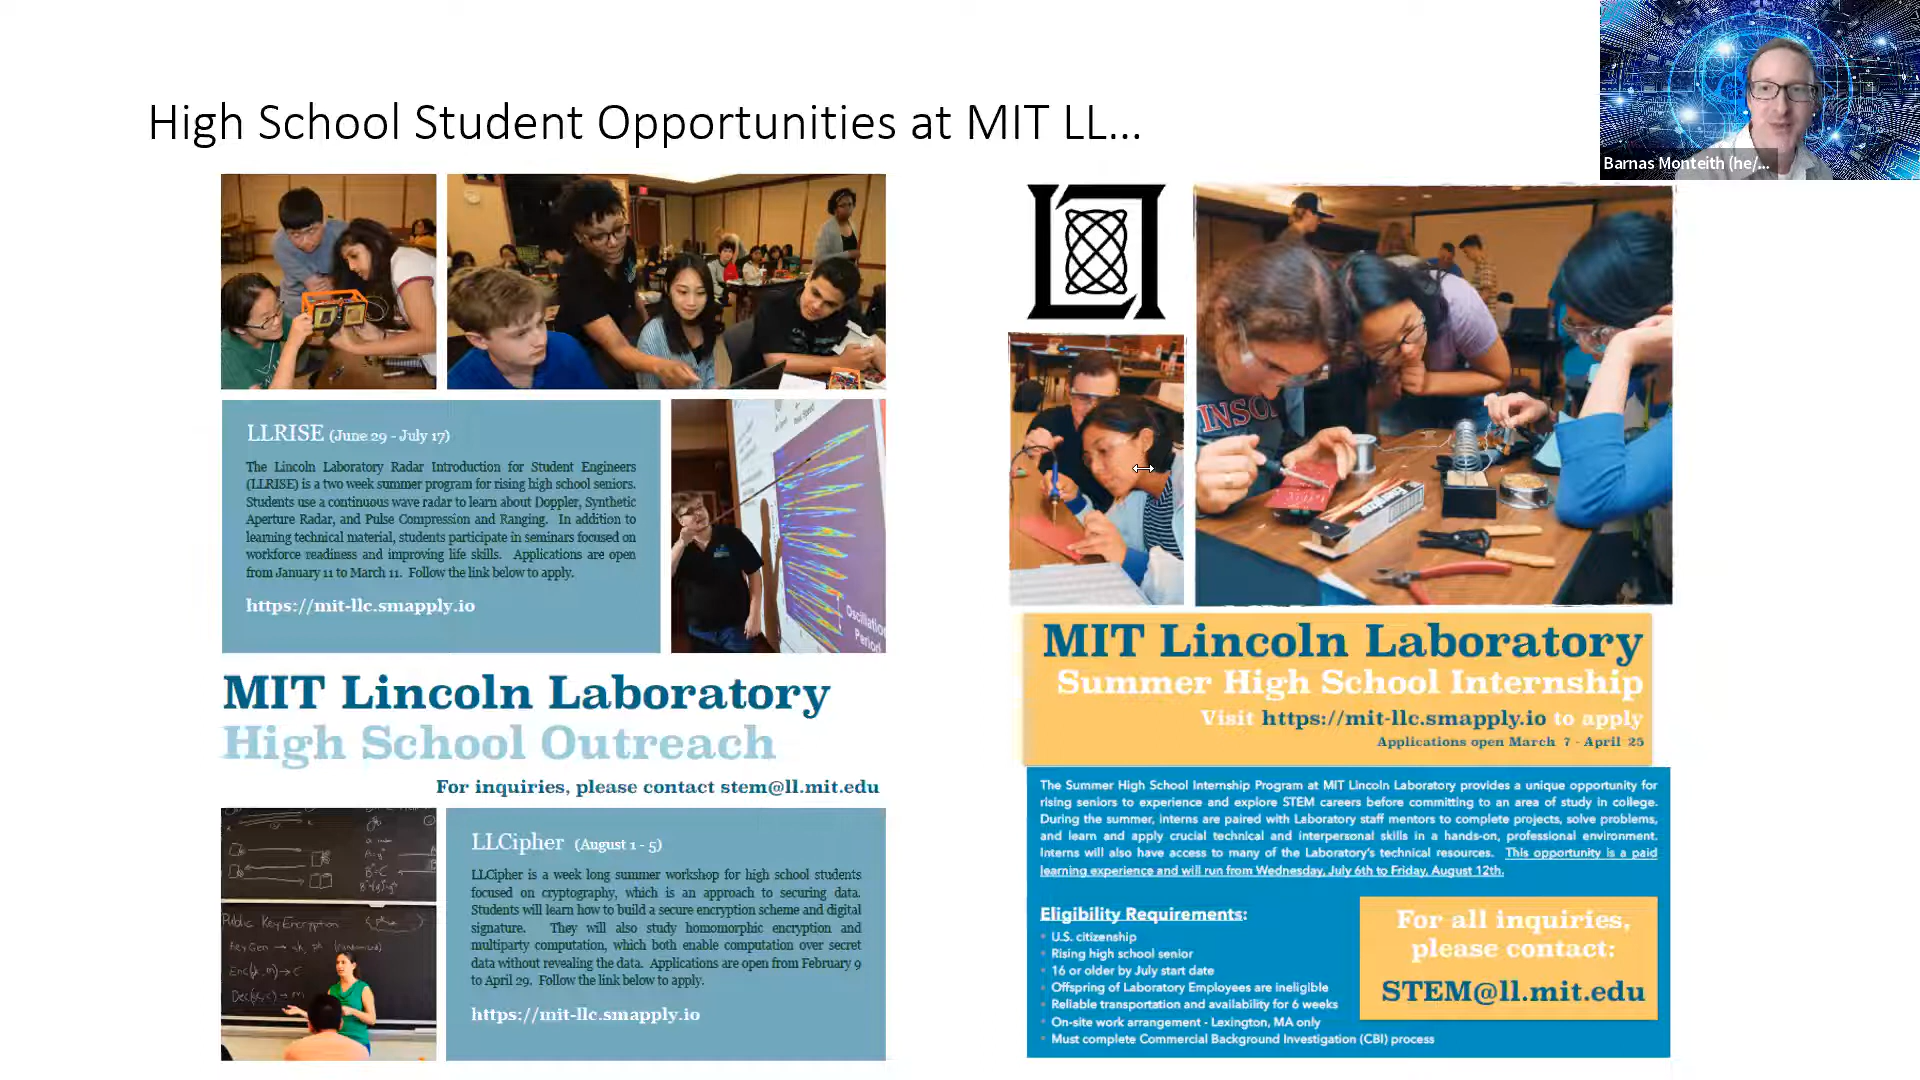 High School Student Opportunities at MIT LL...
Barnas Monteith (he/...
LLRISE (June 29 - July 17)
The Lincoln Laboratory Radar Introduction for Student Engineers
(LLRISE) is a two week summer program for rising high school seniors.
Students use a continuous wave radar to learn about Doppler, Synthetic
Aperture Radar, and Pulse Compression and Ranging. In addition to
learning technical material, students participate in seminars focused on
workforce readiness and improving life skills. Applications are open
from January 11 to March 11. Follow the link below to apply.
https://mit-llc.smapply.io
Oscillation
Period
MIT Lincoln Laboratory
High School Outreach
For inquiries, please contact stem@ll.mit.edu
Public Key Encryption
LLCipher (August 1 - 5)
LLCipher is a week long summer workshop for high school students
focused on cryptography, which is an approach to securing data.
Students will learn how to build a secure encryption scheme and digital
signature. They will also study homomorphic encryption and
multiparty computation, which both enable computation over secret
data without revealing the data. Applications are open from February 9
to April 29. Follow the link below to apply.
https://mit-llc.smapply.io
MIT Lincoln Laboratory
Summer High School Internship
Visit https://mit-llc.smapply.io to apply
Applications open March 7 - April 25
The Summer High School Internship Program at MIT Lincoln Laboratory provides a unique opportunity for
rising seniors to experience and explore STEM careers before committing to an area of study in college.
During the summer, interns are paired with Laboratory staff mentors to complete projects, solve problems,
and learn and apply crucial technical and interpersonal skills in a hands-on, professional environment.
Interns will also have access to many of the Laboratory's technical resources. This opportunity is a paid
learning experience and will run from Wednesday, July 6th to Friday, August 12th.
Eligibility Requirements:
• U.S. citizenship
• Rising high school senior
• 16 or older by July start date
• Offspring of Laboratory Employees are ineligible
• Reliable transportation and availability for 6 weeks
• On-site work arrangement - Lexington, MA only
• Must complete Commercial Background Investigation (CBI) process
For all inquiries,
please contact:
STEM@ll.mit.edu